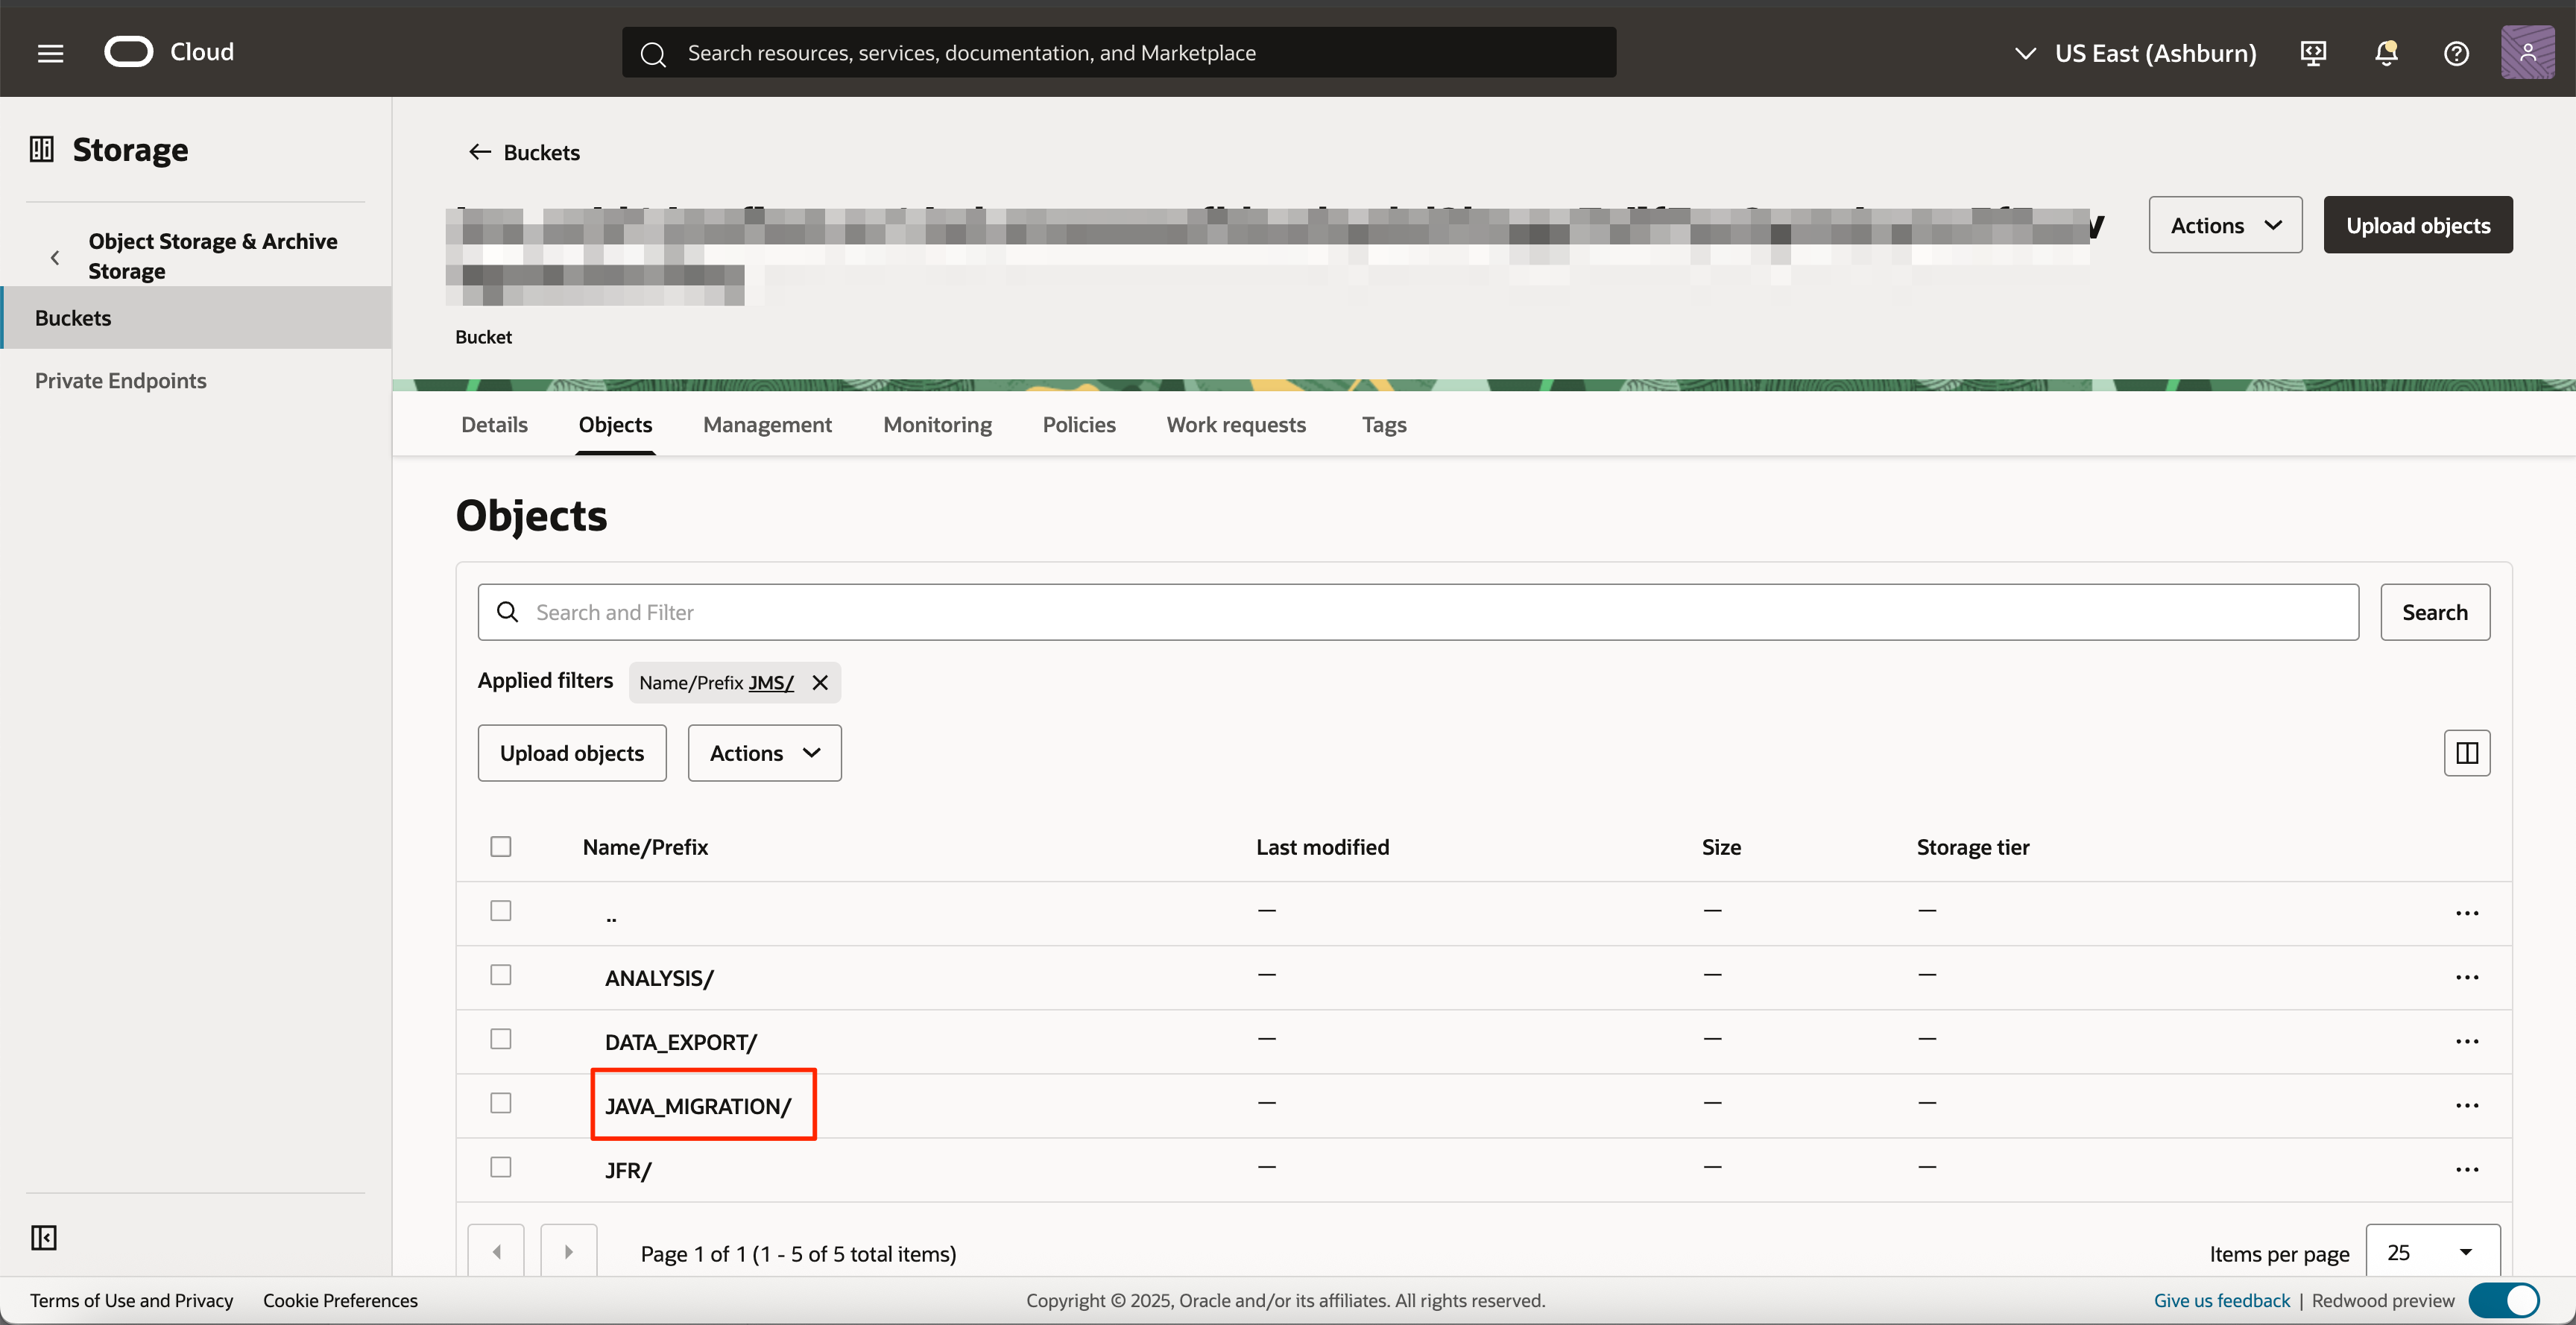 Cloud
Search resources, services, documentation, and Marketplace
US East (Ashburn)
Storage
Object Storage & Archive
Storage
Buckets
Private Endpoints
Buckets
Actions
Upload objects
Bucket
Details
Objects
Management
Monitoring
Policies
Work requests
Tags
Objects
Search and Filter
Search
Applied filters
Name/Prefix JMS/
Upload objects
Actions
Name/Prefix
Last modified
Size
Storage tier
.. — — —
ANALYSIS/ — — —
DATA_EXPORT/ — — —
JAVA_MIGRATION/ — — —
JFR/ — — —
Page 1 of 1 (1 - 5 of 5 total items)
Items per page
25
Terms of Use and Privacy
Cookie Preferences
Copyright © 2025, Oracle and/or its affiliates. All rights reserved.
Give us feedback | Redwood preview